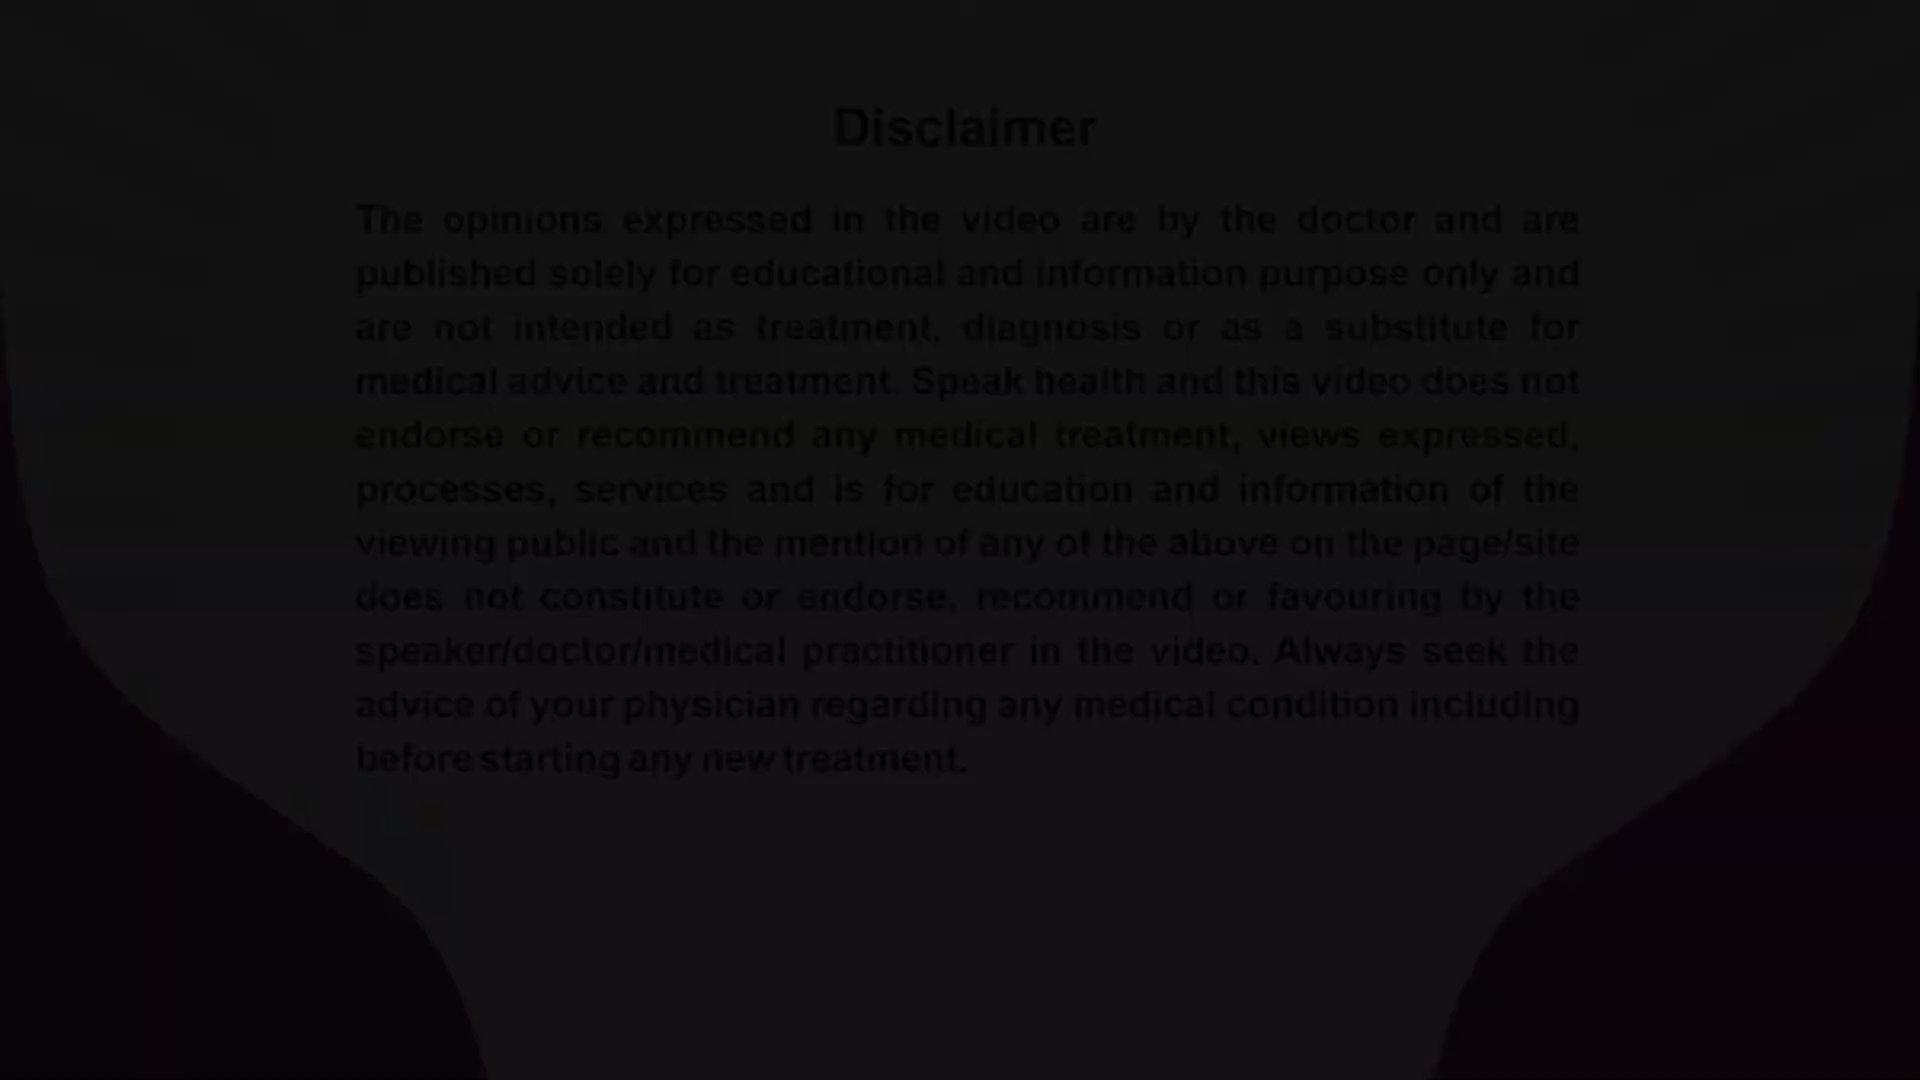 Disclaimer
The opinions expressed in the video are by the doctor and are
published solely for educational and information purpose only and
are not intended as treatment, diagnosis or as a substitute for
medical advice and treatment. Speak health and this video does not
endorse or recommend any medical treatment, views expressed,
processes, services and is for education and information of the
viewing public and the mention of any of the above on the page/site
does not constitute or endorse, recommend or favouring by the
speaker/doctor/medical practitioner in the video. Always seek the
advice of your physician regarding any medical condition including
before starting any new treatment.